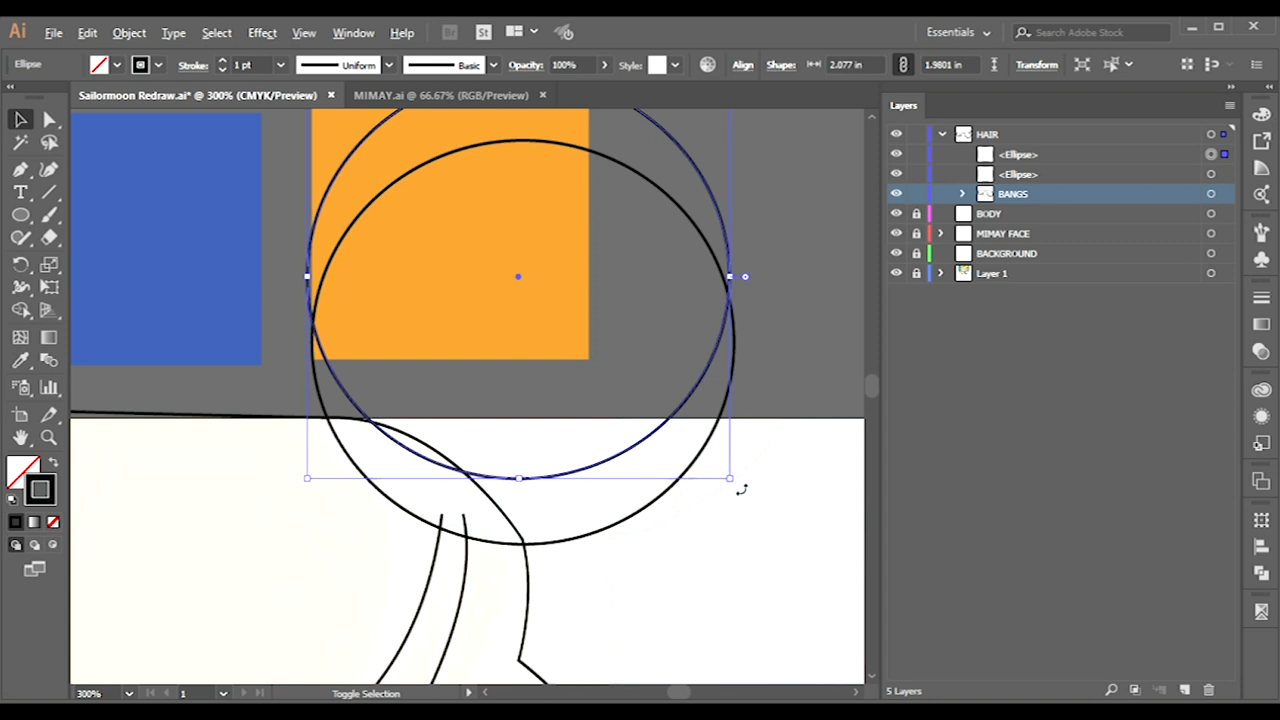 Ai File Edit Object Type Select Effect View Window Help Br St Essentials Search Adobe Stock
Ellipse Stroke: 1 pt Uniform Basic Opacity: 100% Style: Align Shape: 2.077 in 1.9801 in Transform
Sailormoon Redraw.ai* @ 300% (CMYK/Preview) MIMAY.ai @ 66.67% (RGB/Preview)
Layers
HAIR
<Ellipse>
<Ellipse>
BANGS
BODY
MIMAY FACE
BACKGROUND
Layer 1
300% 1 Toggle Selection 5 Layers